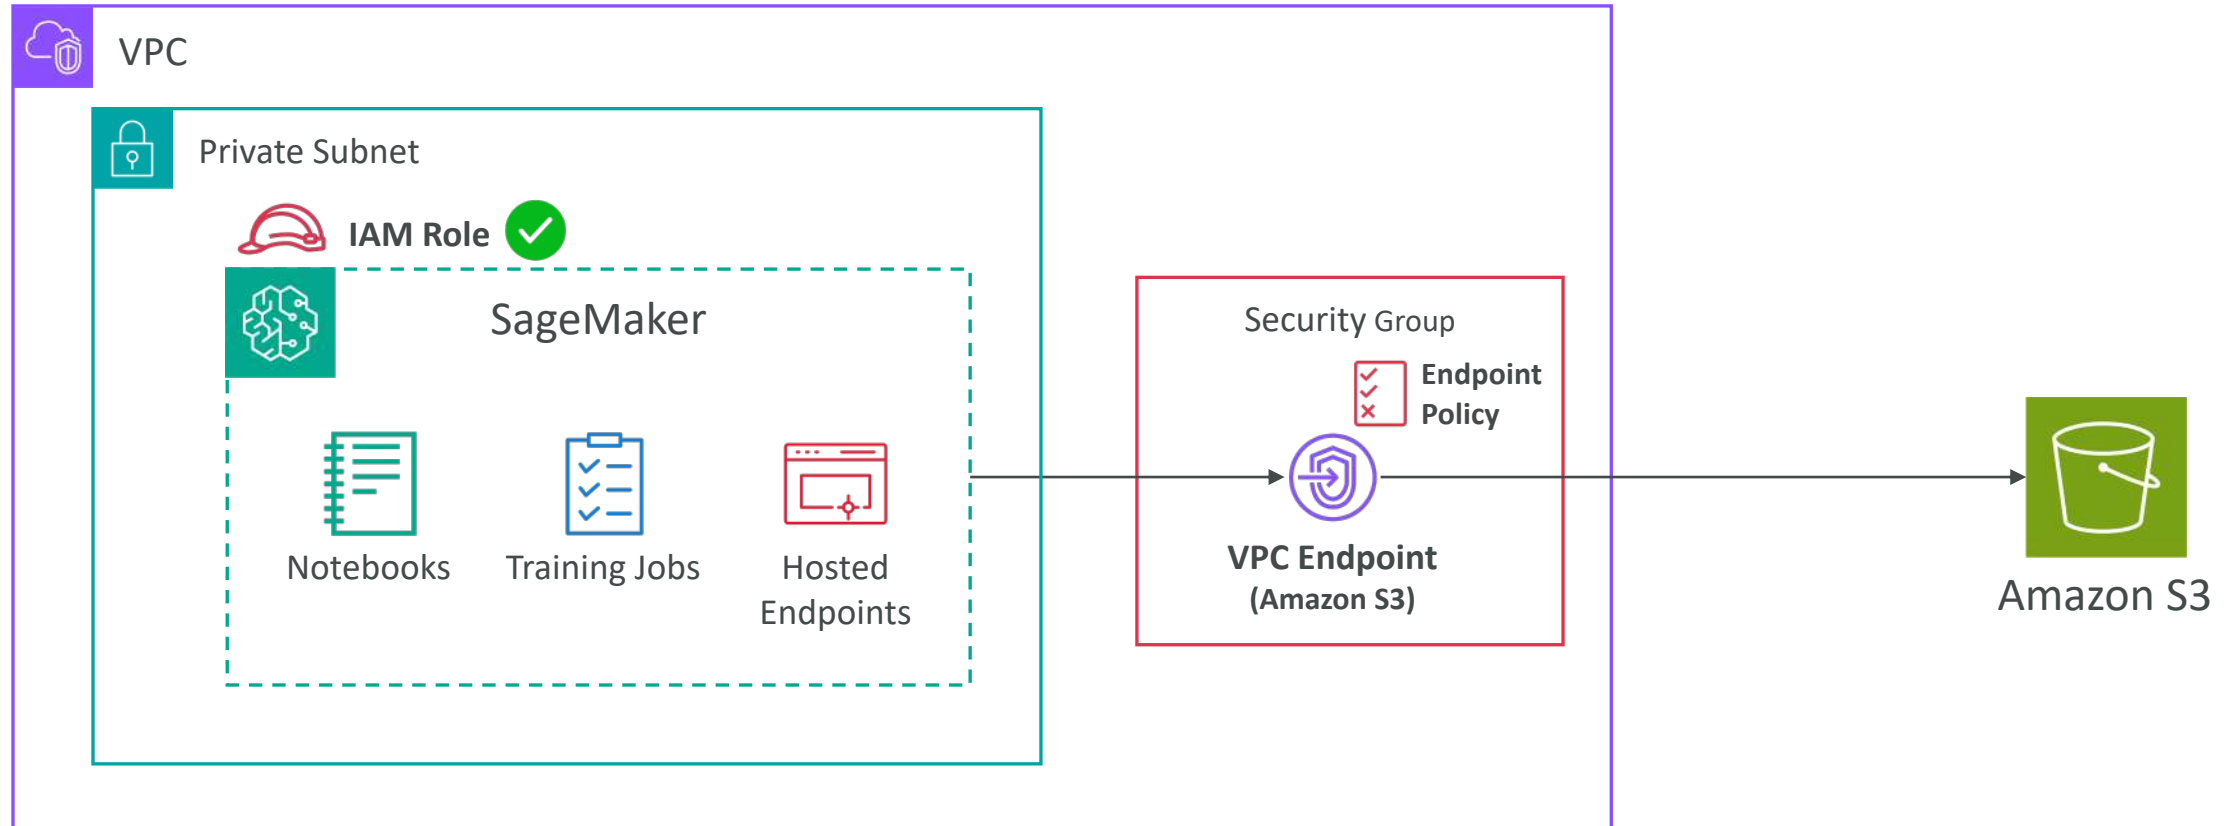 VPC
Private Subnet
IAM Role
SageMaker
Notebooks
Training Jobs
Hosted
Endpoints
Security Group
Endpoint
Policy
VPC Endpoint
(Amazon S3)
Amazon S3